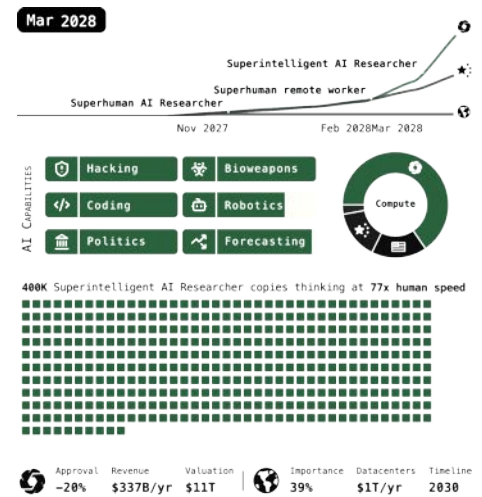 Mar 2028
Superintelligent AI Researcher
Superhuman remote worker
Superhuman AI Researcher
Nov 2027 Feb 2028Mar 2028
AI CAPABILITIES
Hacking Bioweapons
Coding Robotics
Politics Forecasting
Compute
400K Superintelligent AI Researcher copies thinking at 77x human speed
Approval Revenue Valuation Importance Datacenters Timeline
-20% $337B/yr $11T 39% $1T/yr 2030